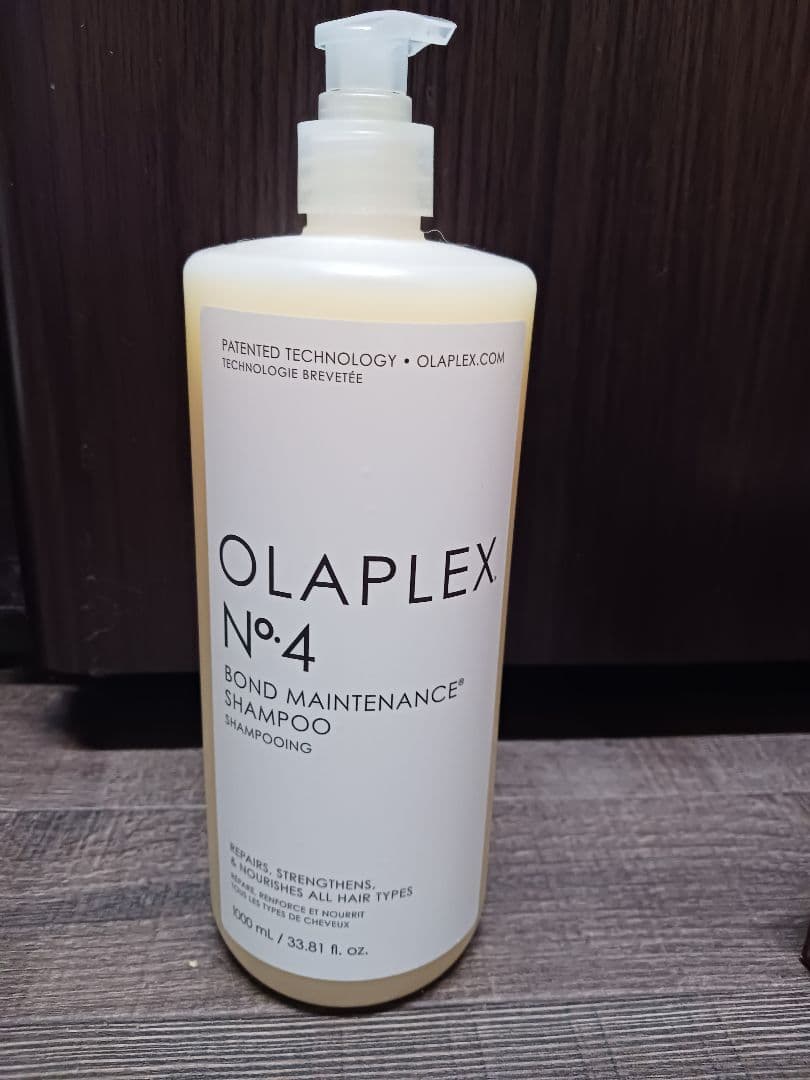 PATENTED TECHNOLOGY • OLAPLEX.COM
TECHNOLOGIE BREVETÉE
OLAPLEX.
Nº.4
BOND MAINTENANCE®
SHAMPOO
SHAMPOOING
REPAIRS, STRENGTHENS,
& NOURISHES ALL HAIR TYPES
RÉPARE, RENFORCE ET NOURRIT
TOUS LES TYPES DE CHEVEUX
1000 mL / 33.81 fl. oz.